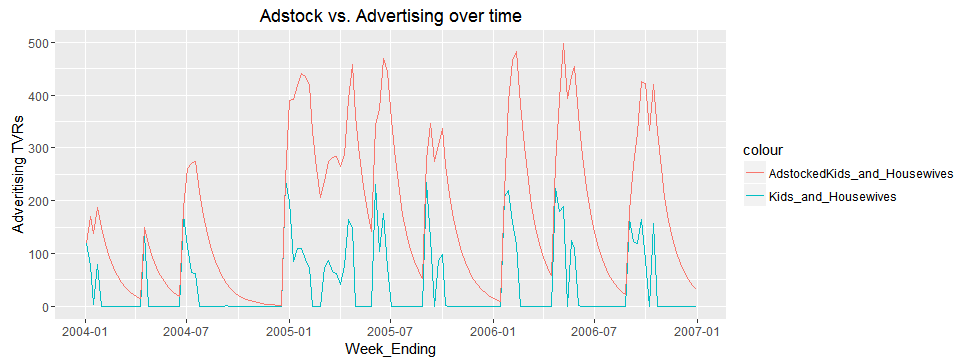 Adstock vs. Advertising over time
Adveritising TVRs
500
400
300
200
100
0
2004-01 2004-07 2005-01 2005-07 2006-01 2006-07 2007-01
Week_Ending
colour
AdstockedKids_and_Housewives
Kids_and_Housewives